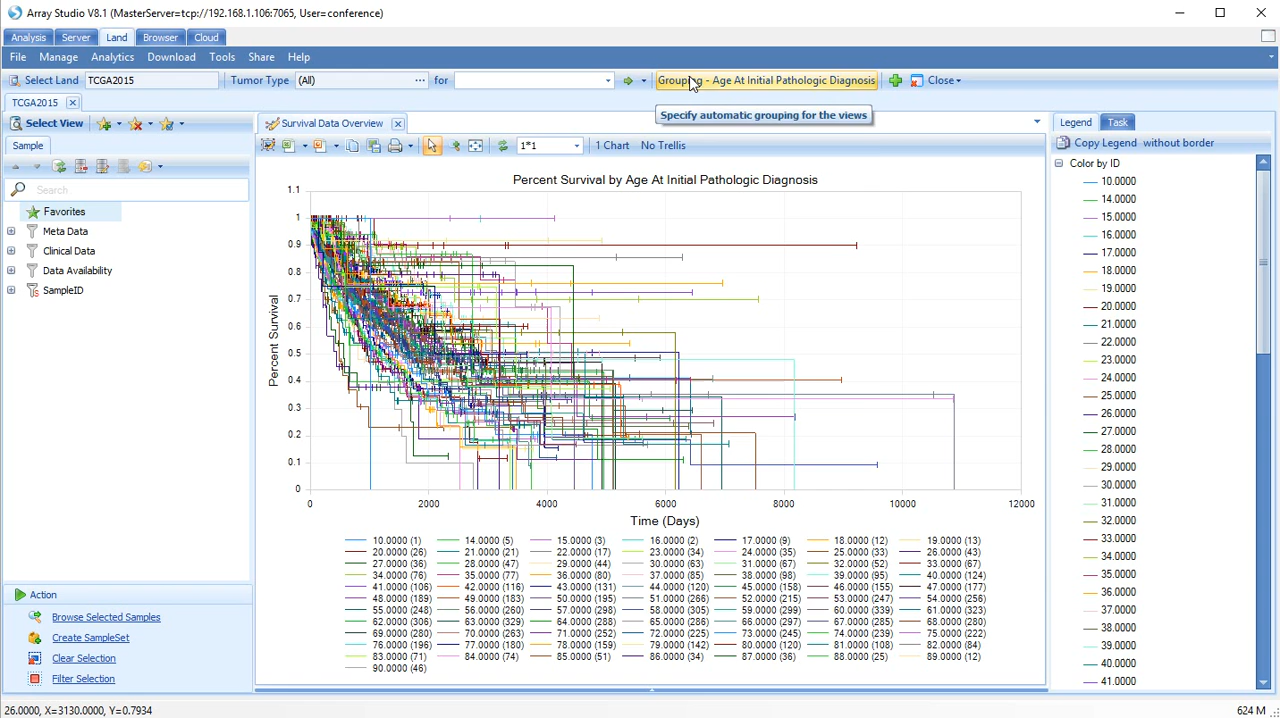 Array Studio V8.1 (MasterServer=tcp://192.168.1.106:7065, User=conference)
Analysis Server Land Browser Cloud
File Manage Analytics Download Tools Share Help
Select Land TCGA2015 Tumor Type (All) ... for Grouping - Age At Initial Pathologic Diagnosis Close
Specify automatic grouping for the views
TCGA2015
Select View
Sample
Search
Favorites
Meta Data
Clinical Data
Data Availability
SampleID
Action
Browse Selected Samples
Create SampleSet
Clear Selection
Filter Selection
Survival Data Overview
1*1 1 Chart No Trellis
Percent Survival by Age At Initial Pathologic Diagnosis
Percent Survival
1.1
1
0.9
0.8
0.7
0.6
0.5
0.4
0.3
0.2
0.1
0
0 2000 4000 6000 8000 10000 12000
Time (Days)
10.0000 (1) 14.0000 (5) 15.0000 (3) 16.0000 (2) 17.0000 (9) 18.0000 (12) 19.0000 (13)
20.0000 (26) 21.0000 (21) 22.0000 (17) 23.0000 (34) 24.0000 (35) 25.0000 (33) 26.0000 (43)
27.0000 (36) 28.0000 (47) 29.0000 (44) 30.0000 (63) 31.0000 (67) 32.0000 (52) 33.0000 (67)
34.0000 (76) 35.0000 (77) 36.0000 (80) 37.0000 (85) 38.0000 (98) 39.0000 (95) 40.0000 (124)
41.0000 (106) 42.0000 (116) 43.0000 (131) 44.0000 (120) 45.0000 (158) 46.0000 (155) 47.0000 (177)
48.0000 (189) 49.0000 (183) 50.0000 (195) 51.0000 (186) 52.0000 (215) 53.0000 (247) 54.0000 (256)
55.0000 (248) 56.0000 (260) 57.0000 (298) 58.0000 (305) 59.0000 (299) 60.0000 (339) 61.0000 (323)
62.0000 (306) 63.0000 (329) 64.0000 (288) 65.0000 (286) 66.0000 (297) 67.0000 (291) 68.0000 (280)
69.0000 (280) 70.0000 (263) 71.0000 (252) 72.0000 (225) 73.0000 (245) 74.0000 (239) 75.0000 (222)
76.0000 (196) 77.0000 (180) 78.0000 (159) 79.0000 (142) 80.0000 (120) 81.0000 (108) 82.0000 (84)
83.0000 (71) 84.0000 (74) 85.0000 (51) 86.0000 (34) 87.0000 (36) 88.0000 (25) 89.0000 (12)
90.0000 (46)
Legend Task
Copy Legend without border
Color by ID
10.0000
14.0000
15.0000
16.0000
17.0000
18.0000
19.0000
20.0000
21.0000
22.0000
23.0000
24.0000
25.0000
26.0000
27.0000
28.0000
29.0000
30.0000
31.0000
32.0000
33.0000
34.0000
35.0000
36.0000
37.0000
38.0000
39.0000
40.0000
41.0000
26.0000, X=3130.0000, Y=0.7934
624 M